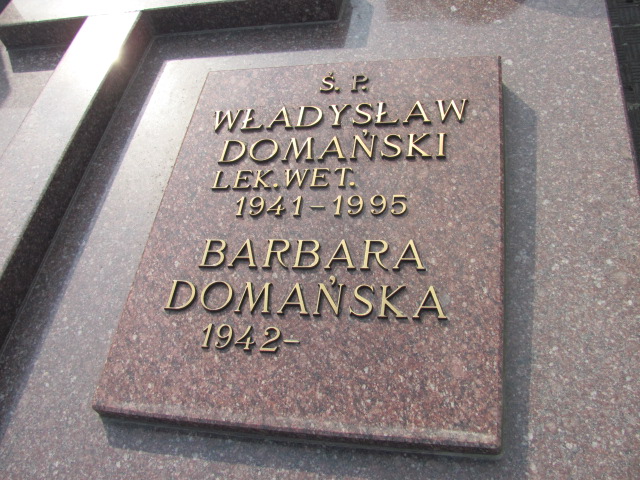 Ś. P.
WŁADYSŁAW
DOMAŃSKI
LEK. WET.
1941-1995
BARBARA
DOMAŃSKA
1942-